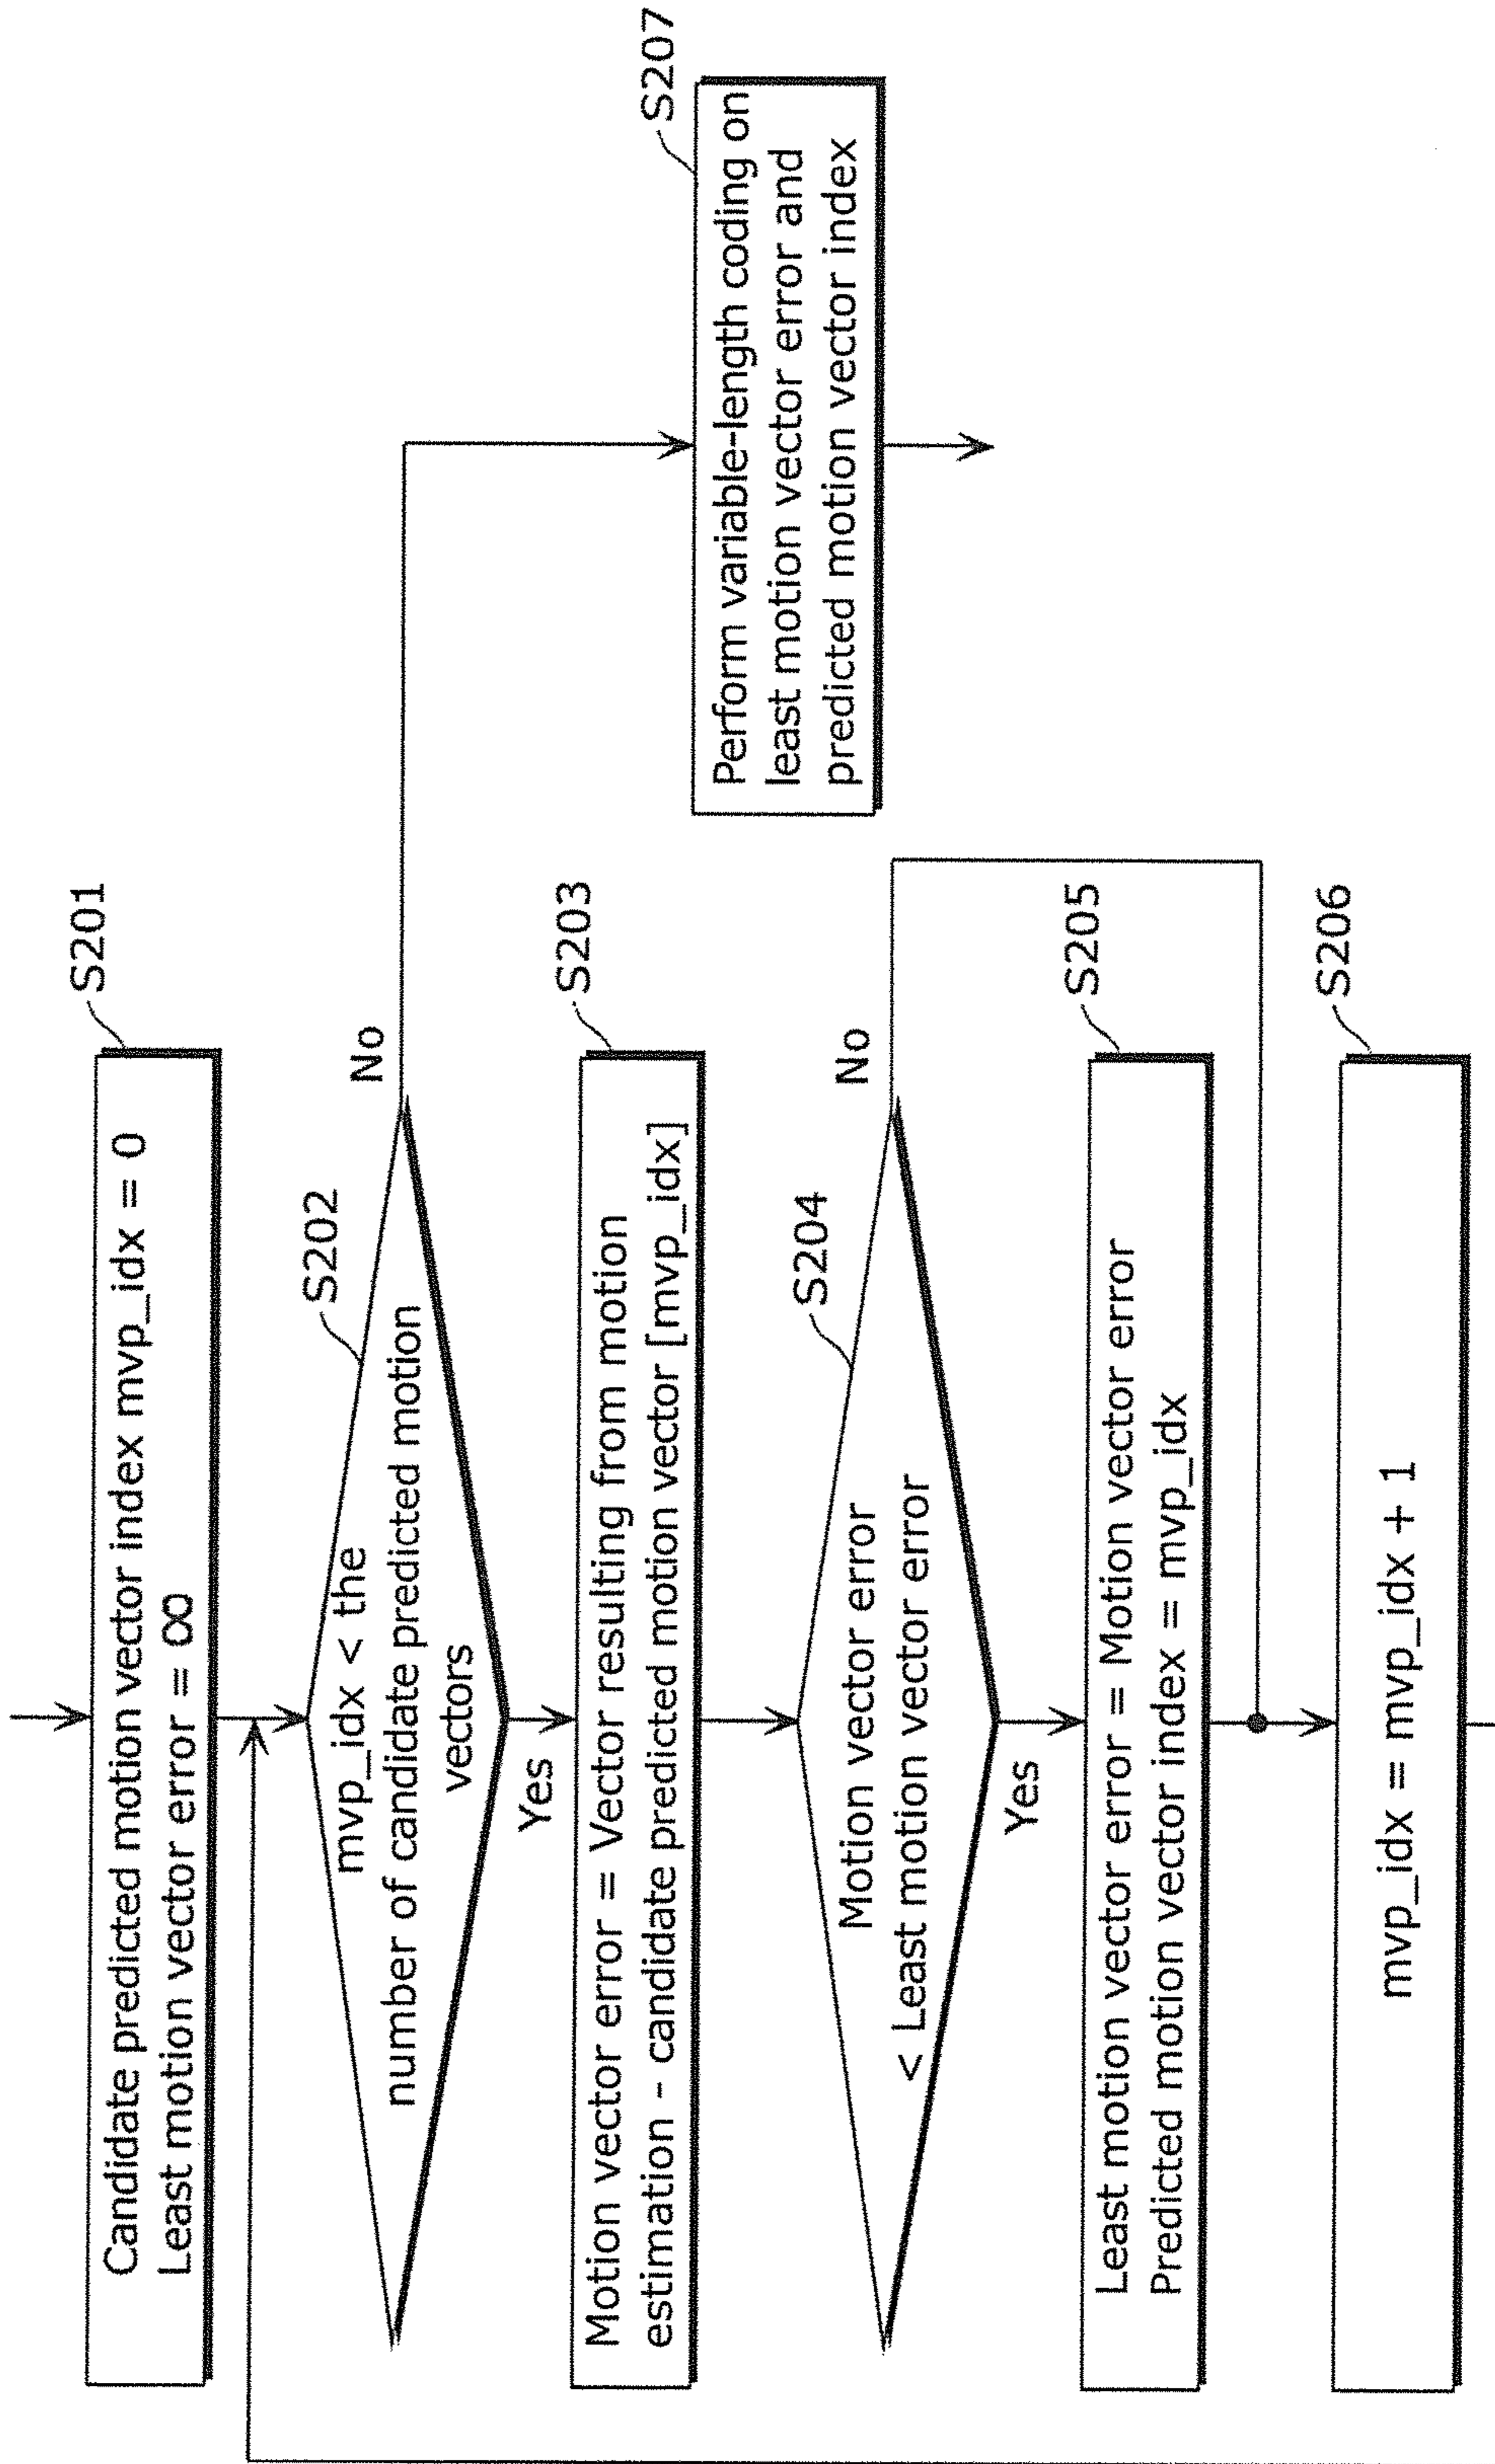 S201
Candidate predicted motion vector index mvp_idx = 0
Least motion vector error = ∞
S202
mvp_idx < the
number of candidate predicted motion
vectors
No
Yes
S203
Motion vector error = Vector resulting from motion
estimation - candidate predicted motion vector [mvp_idx]
S204
Motion vector error
< Least motion vector error
No
Yes
S205
Least motion vector error = Motion vector error
Predicted motion vector index = mvp_idx
S206
mvp_idx = mvp_idx + 1
S207
Perform variable-length coding on
least motion vector error and
predicted motion vector index